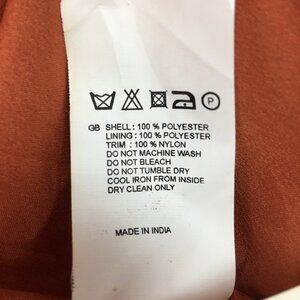 P
GB SHELL : 100 % POLYESTER
LINING : 100 % POLYESTER
TRIM : 100 % NYLON
DO NOT MACHINE WASH
DO NOT BLEACH
DO NOT TUMBLE DRY
COOL IRON FROM INSIDE
DRY CLEAN ONLY
MADE IN INDIA